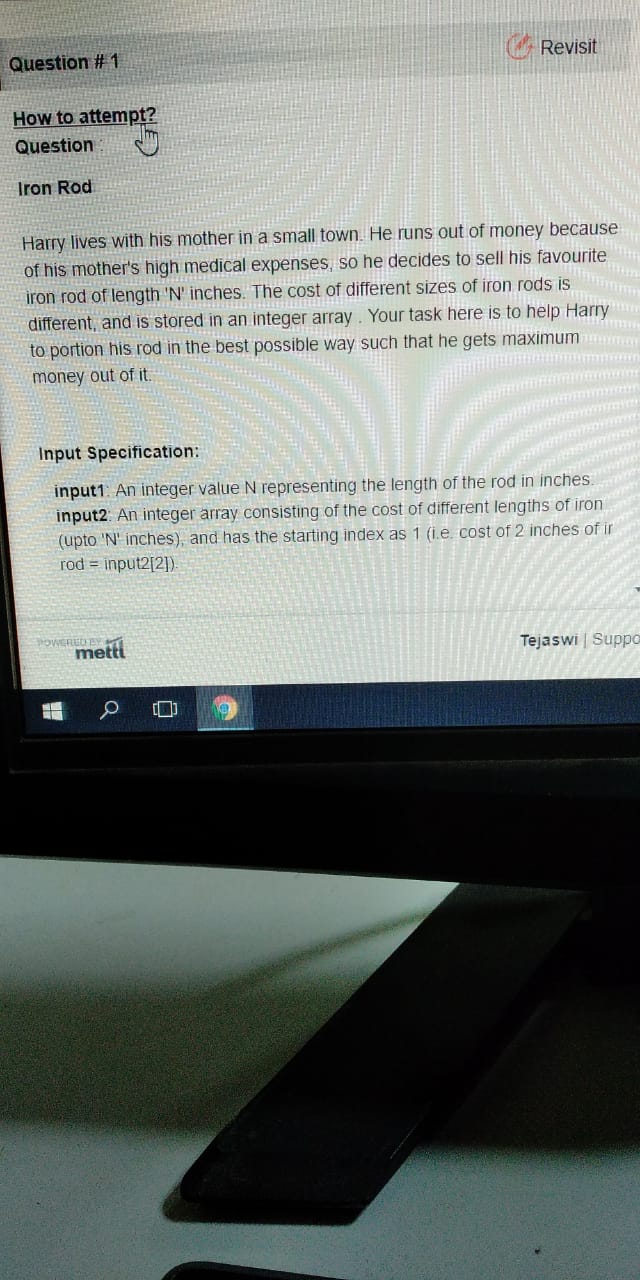 Question # 1
Revisit
How to attempt?
Question :
Iron Rod
Harry lives with his mother in a small town. He runs out of money because
of his mother's high medical expenses, so he decides to sell his favourite
iron rod of length 'N' inches. The cost of different sizes of iron rods is
different, and is stored in an integer array . Your task here is to help Harry
to portion his rod in the best possible way such that he gets maximum
money out of it.
Input Specification:
input1: An integer value N representing the length of the rod in inches.
input2: An integer array consisting of the cost of different lengths of iron
(upto 'N' inches), and has the starting index as 1 (i.e. cost of 2 inches of ir
rod = input2[2]).
POWERED BY
mettl
Tejaswi | Suppo